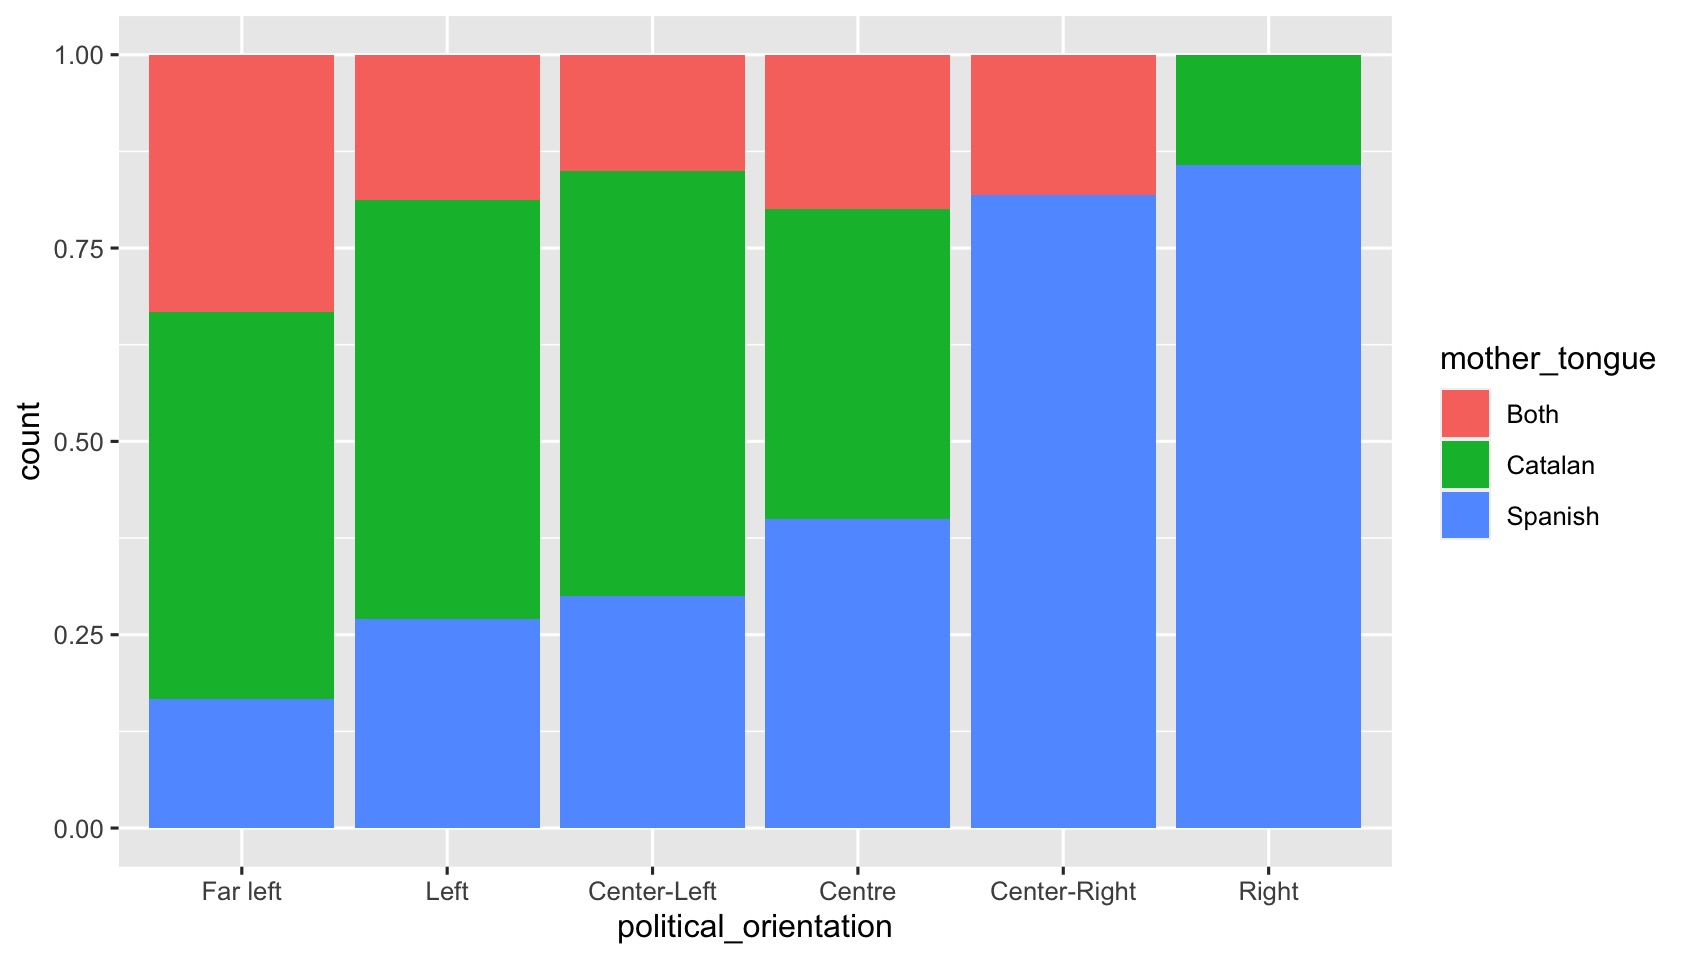 1.00
0.75
0.50
0.25
0.00
count
Far left
Left
Center-Left
Centre
Center-Right
Right
political_orientation
mother_tongue
Both
Catalan
Spanish